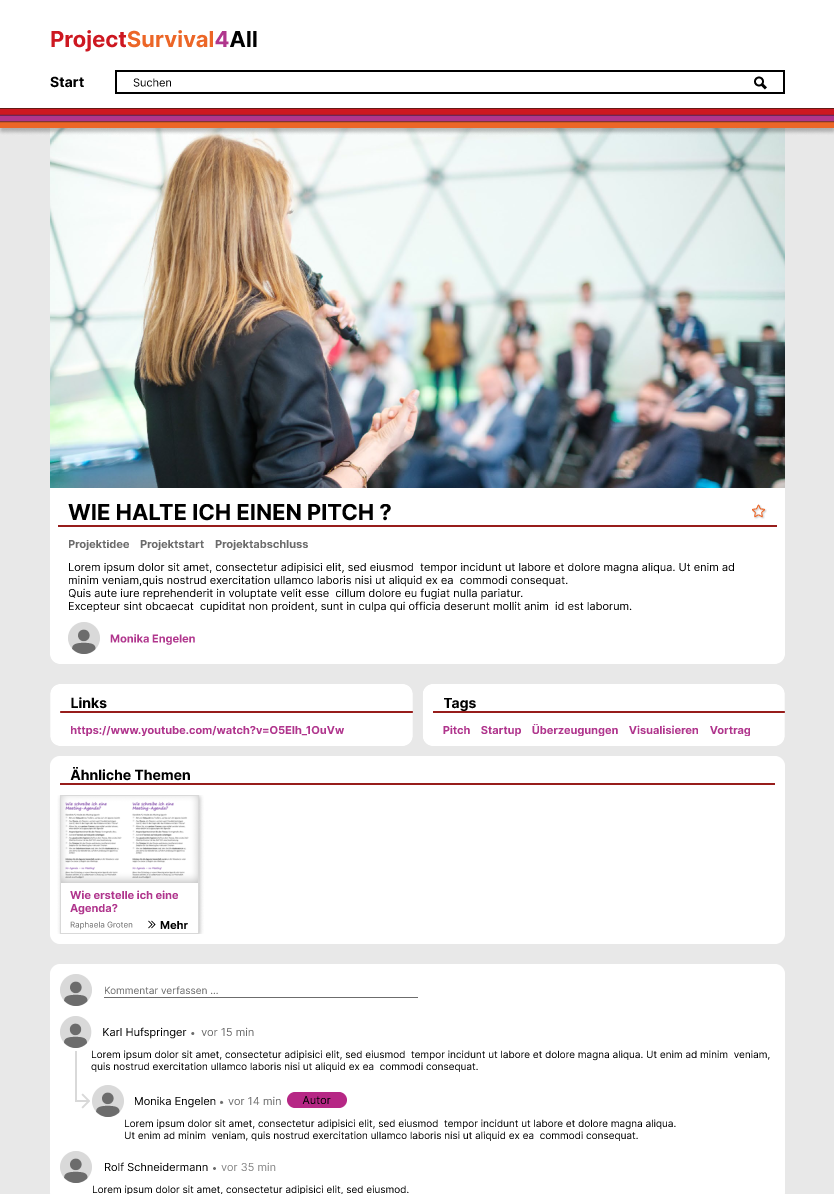 ProjectSurvival4All
Start
Suchen
WIE HALTE ICH EINEN PITCH ?
Projektidee Projektstart Projektabschluss
Lorem ipsum dolor sit amet, consectetur adipisici elit, sed eiusmod tempor incidunt ut labore et dolore magna aliqua. Ut enim ad
minim veniam,quis nostrud exercitation ullamco laboris nisi ut aliquid ex ea commodi consequat.
Quis aute iure reprehenderit in voluptate velit esse cillum dolore eu fugiat nulla pariatur.
Excepteur sint obcaecat cupiditat non proident, sunt in culpa qui officia deserunt mollit anim id est laborum.
Monika Engelen
Links
https://www.youtube.com/watch?v=O5Elh_1OuVw
Tags
Pitch Startup Überzeugungen Visualisieren Vortrag
Ähnliche Themen
Wie schreibe ich eine
Meeting-Agenda?
Wie schreibe ich eine
Meeting-Agenda?
Wie erstelle ich eine
Agenda?
Raphaela Groten
Mehr
Kommentar verfassen ...
Karl Hufspringer • vor 15 min
Lorem ipsum dolor sit amet, consectetur adipisici elit, sed eiusmod tempor incidunt ut labore et dolore magna aliqua. Ut enim ad minim veniam,
quis nostrud exercitation ullamco laboris nisi ut aliquid ex ea commodi consequat.
Monika Engelen • vor 14 min Autor
Lorem ipsum dolor sit amet, consectetur adipisici elit, sed eiusmod tempor incidunt ut labore et dolore magna aliqua.
Ut enim ad minim veniam, quis nostrud exercitation ullamco laboris nisi ut aliquid ex ea commodi consequat.
Rolf Schneidermann • vor 35 min
Lorem ipsum dolor sit amet, consectetur adipisici elit, sed eiusmod.